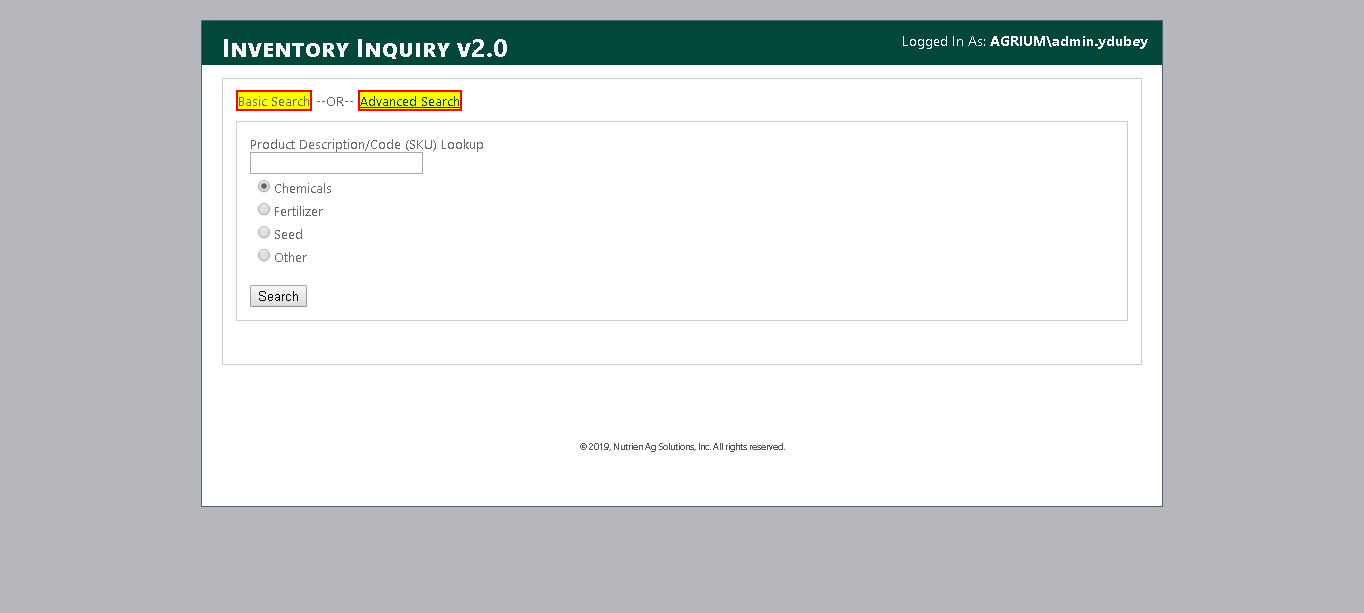 Inventory Inquiry v2.0
Logged In As: AGRIUM\admin.ydubey
Basic Search --OR-- Advanced Search
Product Description/Code (SKU) Lookup
Chemicals
Fertilizer
Seed
Other
Search
© 2019, Nutrien Ag Solutions, Inc. All rights reserved.